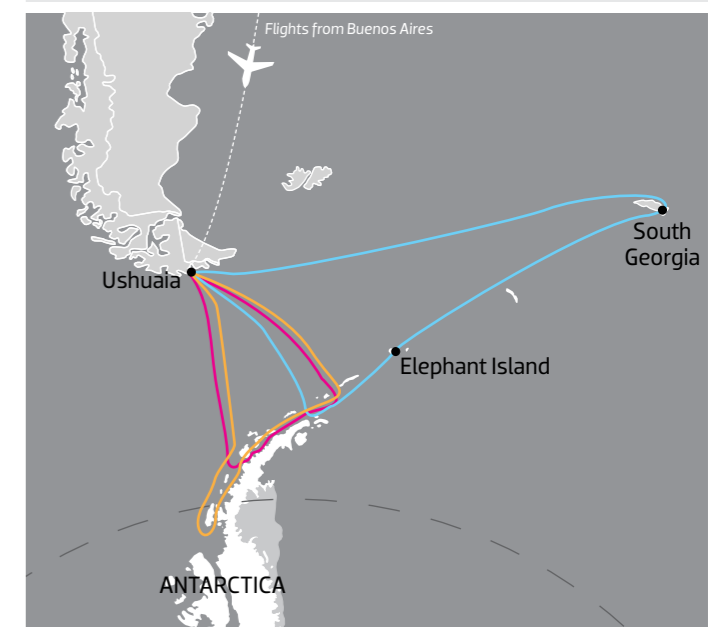 Flights from Buenos Aires
South
Georgia
Ushuaia
Elephant Island
ANTARCTICA